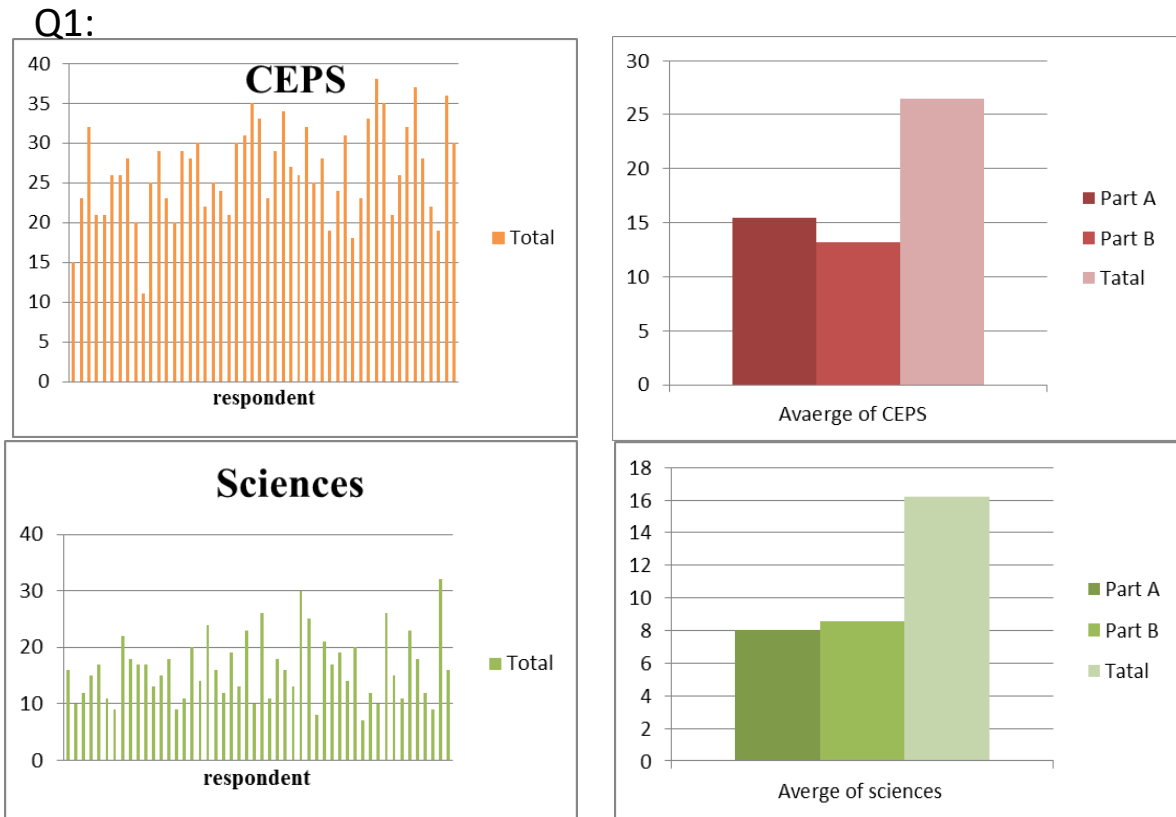 Q1:
CEPS
40
35
30
25
20
15
10
5
0
respondent
Total
30
25
20
15
10
5
0
Avaerge of CEPS
Part A
Part B
Tatal
Sciences
40
30
20
10
0
respondent
Total
18
16
14
12
10
8
6
4
2
0
Averge of sciences
Part A
Part B
Tatal